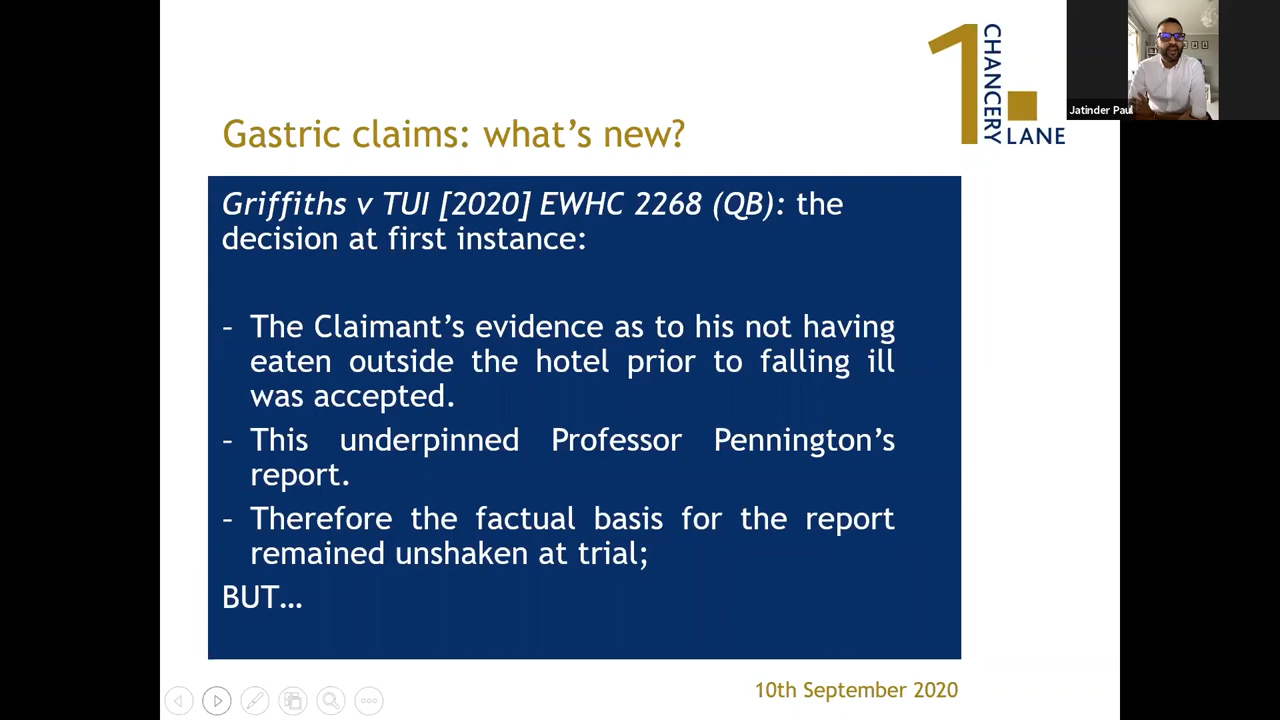 1 CHANCERY LANE
Jatinder Paul
Gastric claims: what’s new?
Griffiths v TUI [2020] EWHC 2268 (QB): the
decision at first instance:
- The Claimant’s evidence as to his not having
eaten outside the hotel prior to falling ill
was accepted.
- This underpinned Professor Pennington’s
report.
- Therefore the factual basis for the report
remained unshaken at trial;
BUT…
10th September 2020